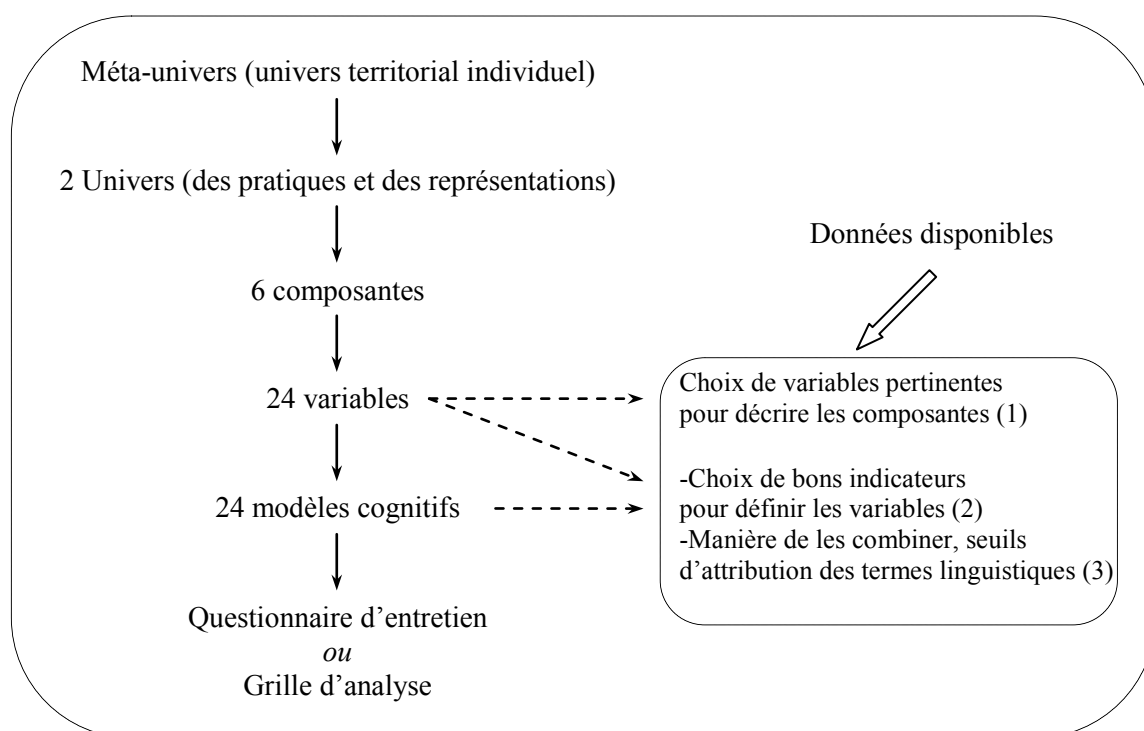 Méta-univers (univers territorial individuel)
2 Univers (des pratiques et des représentations)
6 composantes
24 variables
24 modèles cognitifs
Questionnaire d’entretien
ou
Grille d’analyse
Données disponibles
Choix de variables pertinentes
pour décrire les composantes (1)
-Choix de bons indicateurs
pour définir les variables (2)
-Manière de les combiner, seuils
d’attribution des termes linguistiques (3)